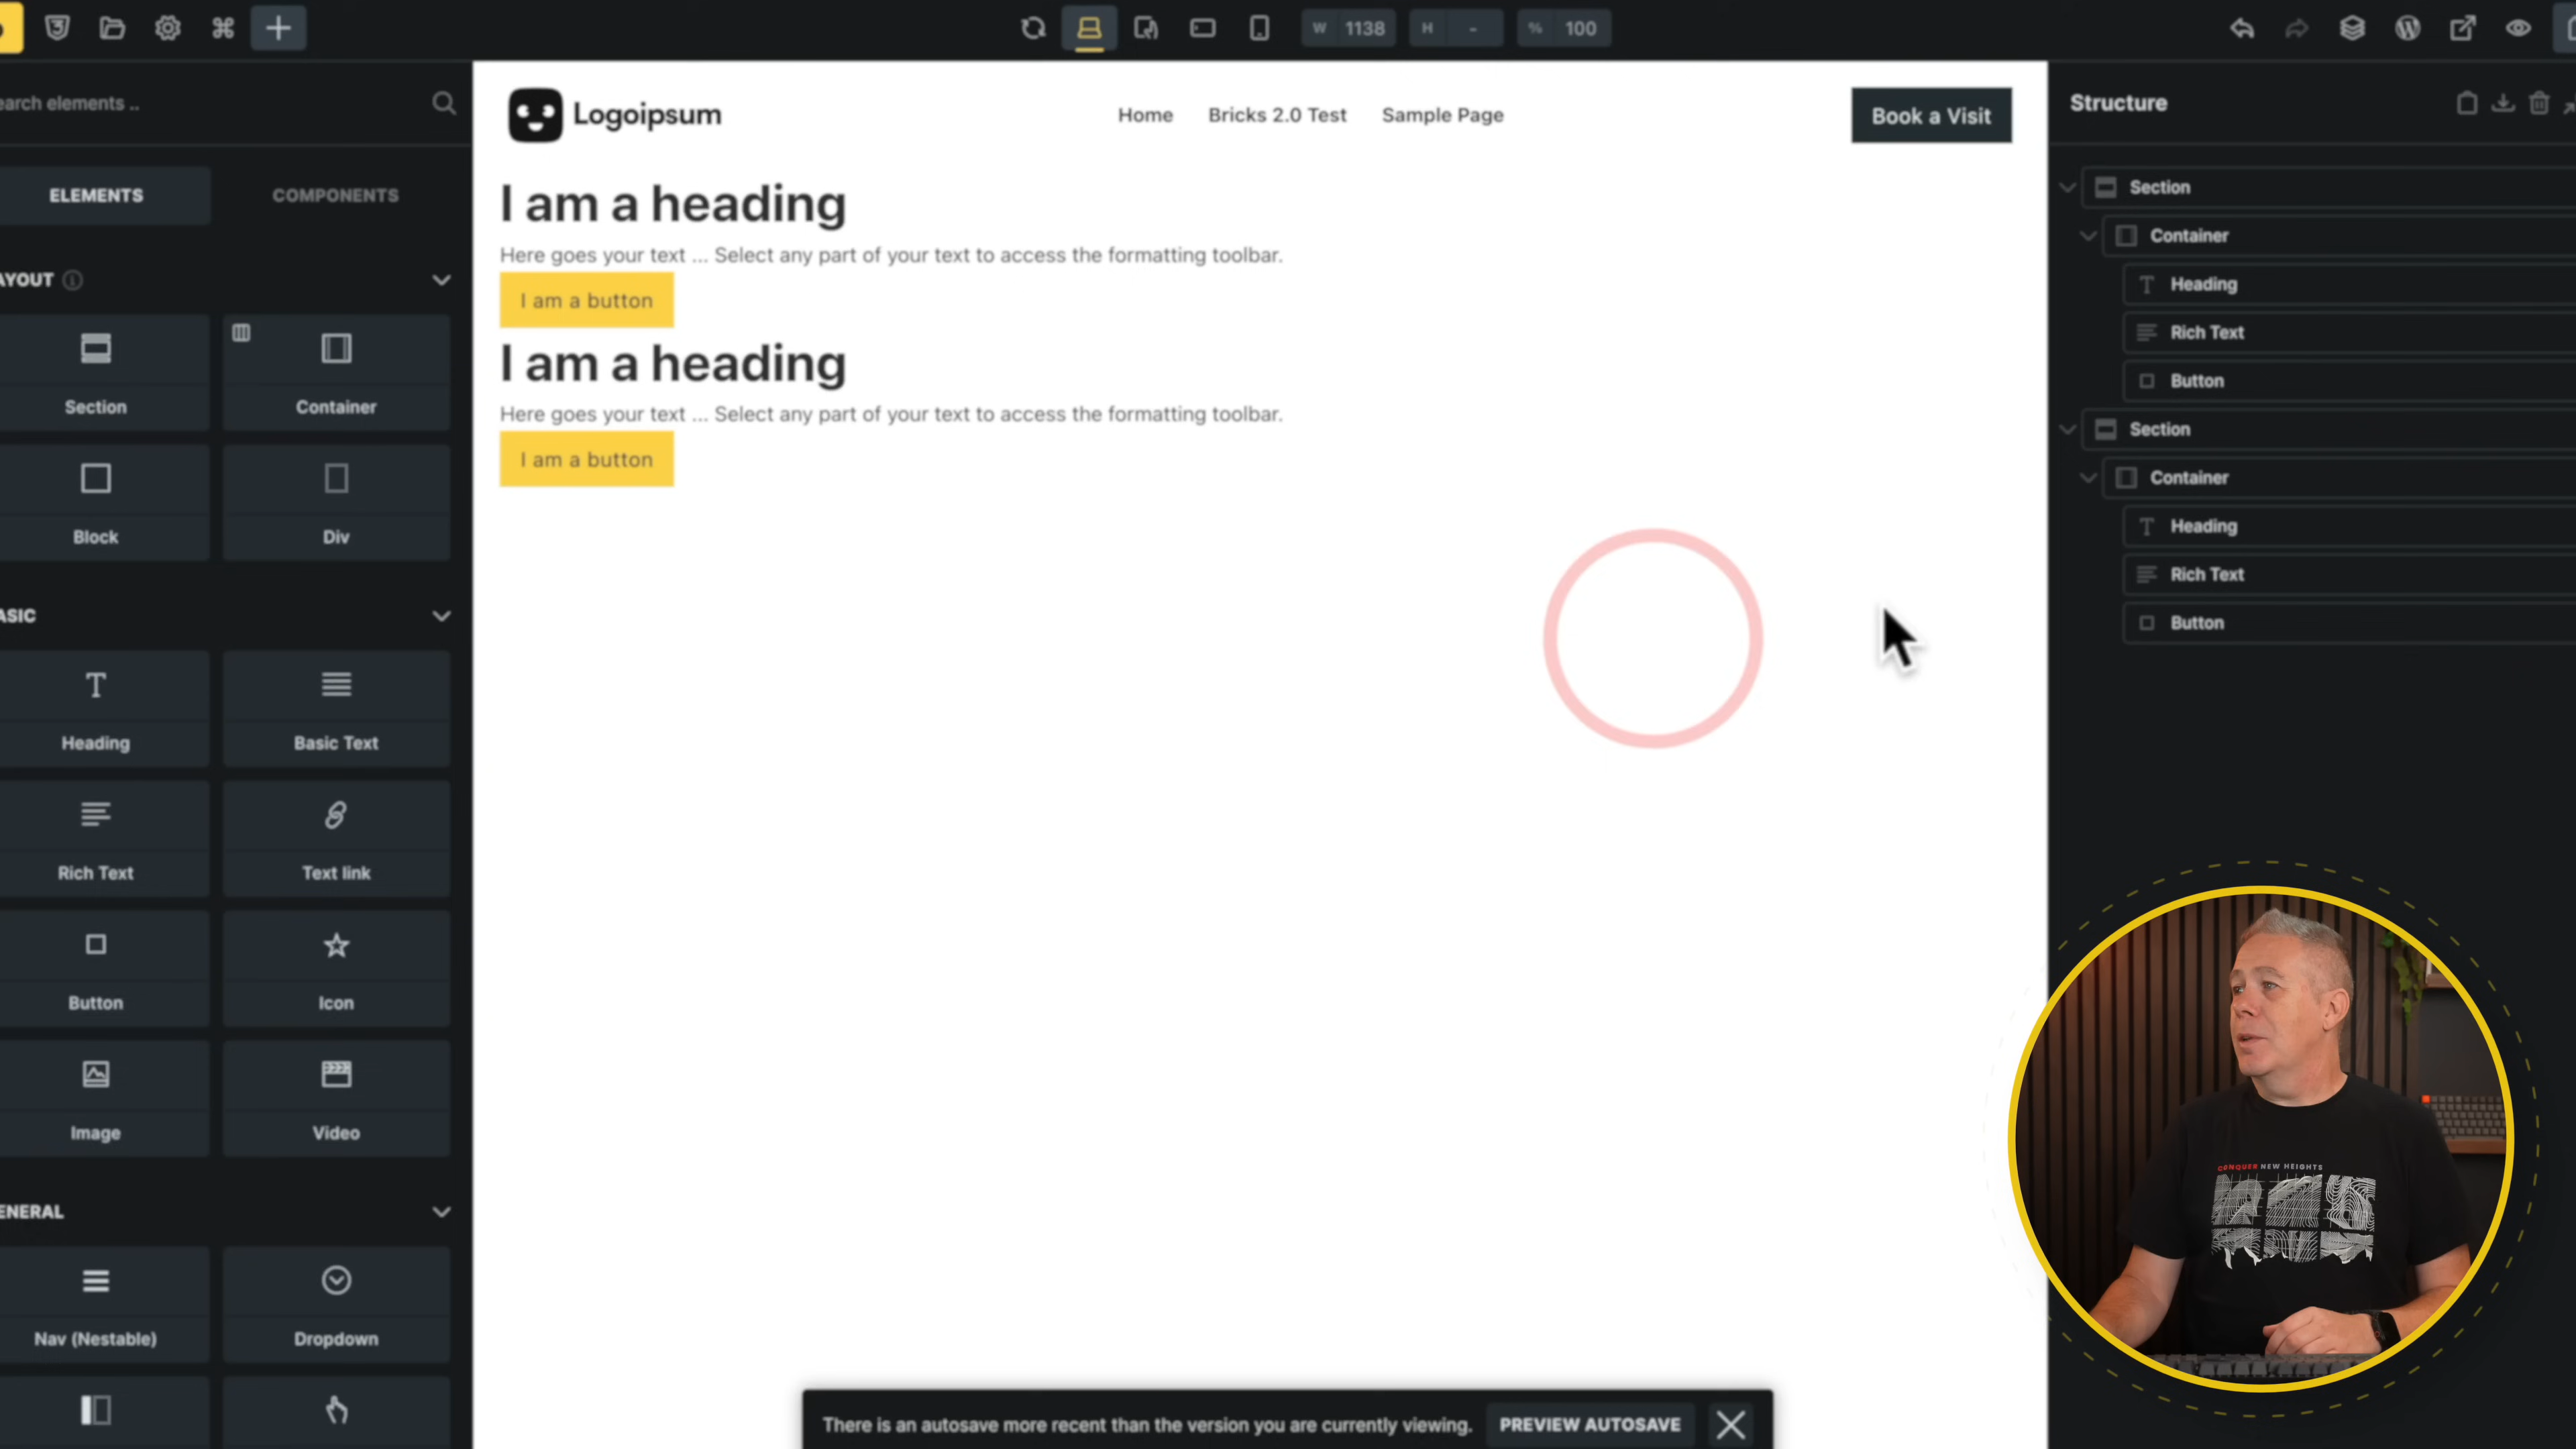 W 1138 H - % 100
earch elements ..
ELEMENTS COMPONENTS
AYOUT
Section Container
Block Div
ASIC
Heading Basic Text
Rich Text Text link
Button Icon
Image Video
ENERAL
Nav (Nestable) Dropdown
Logoipsum
Home Bricks 2.0 Test Sample Page
Book a Visit
I am a heading
Here goes your text ... Select any part of your text to access the formatting toolbar.
I am a button
I am a heading
Here goes your text ... Select any part of your text to access the formatting toolbar.
I am a button
There is an autosave more recent than the version you are currently viewing. PREVIEW AUTOSAVE
Structure
Section
Container
Heading
Rich Text
Button
Section
Container
Heading
Rich Text
Button
CONQUER NEW HEIGHTS